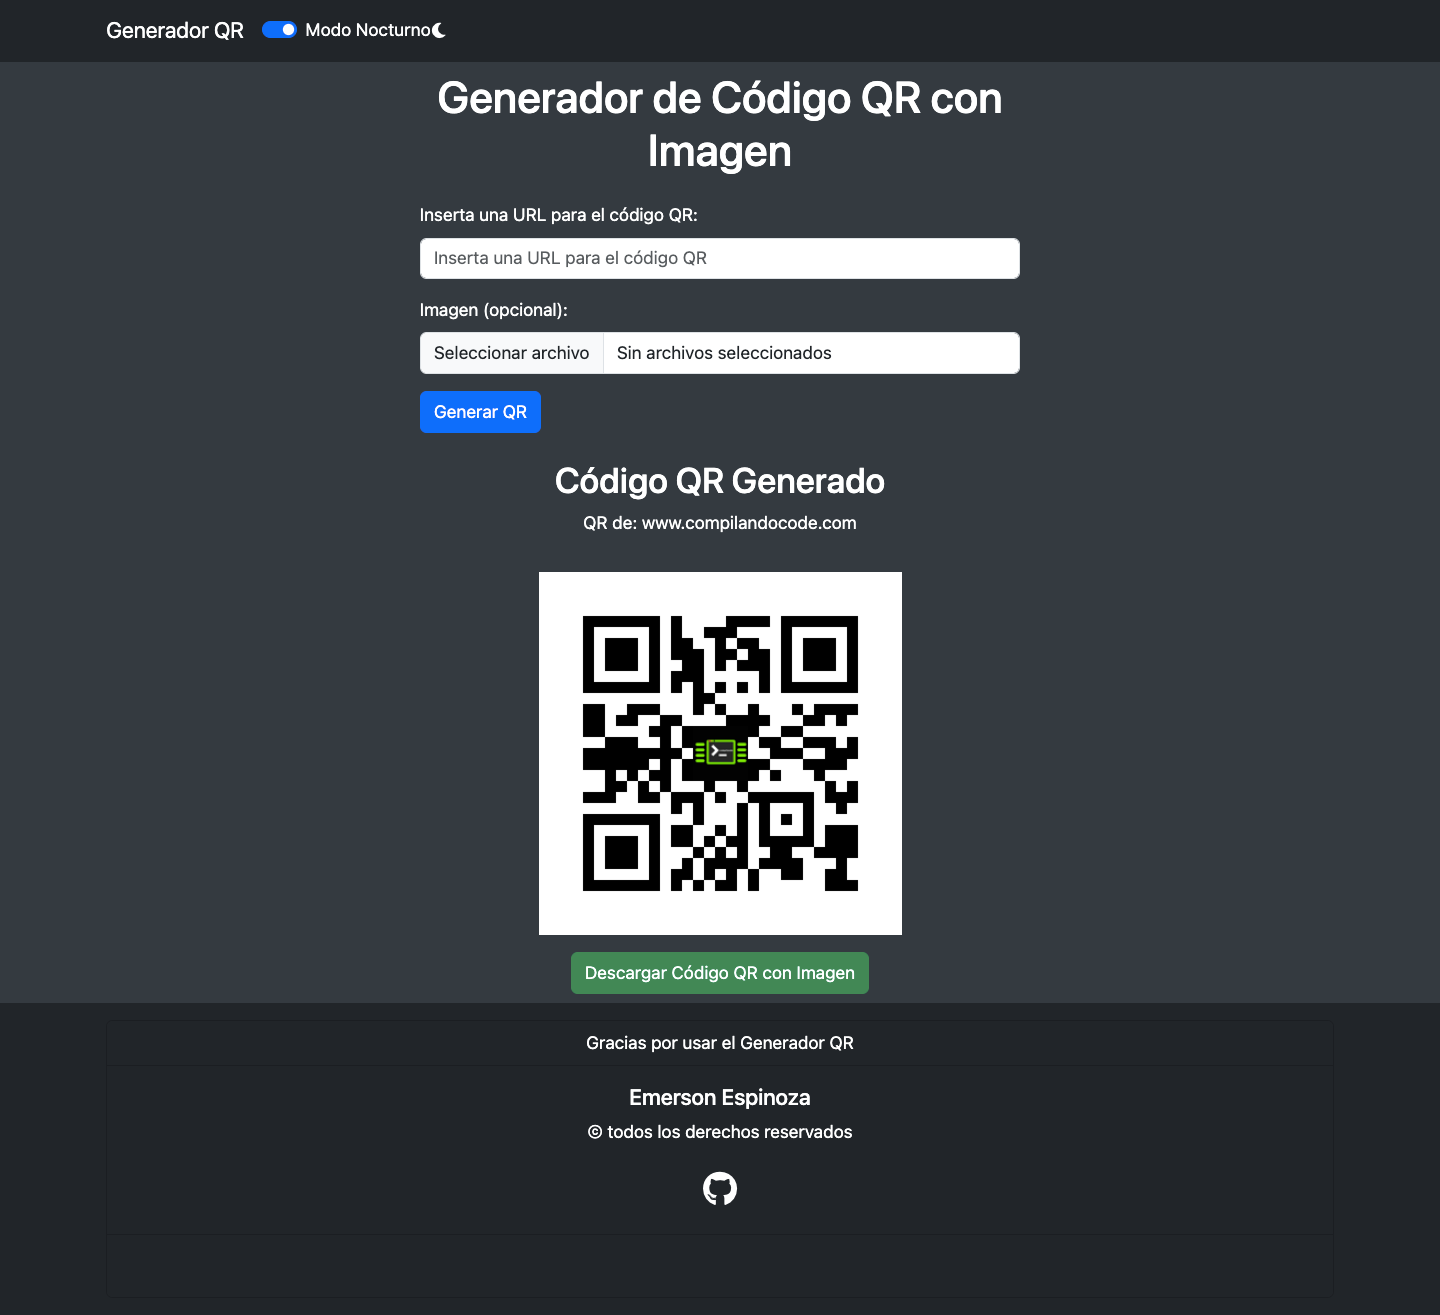 Generador QR
Modo Nocturno
Generador de Código QR con
Imagen
Inserta una URL para el código QR:
Inserta una URL para el código QR
Imagen (opcional):
Seleccionar archivo
Sin archivos seleccionados
Generar QR
Código QR Generado
QR de: www.compilandocode.com
Descargar Código QR con Imagen
Gracias por usar el Generador QR
Emerson Espinoza
© todos los derechos reservados